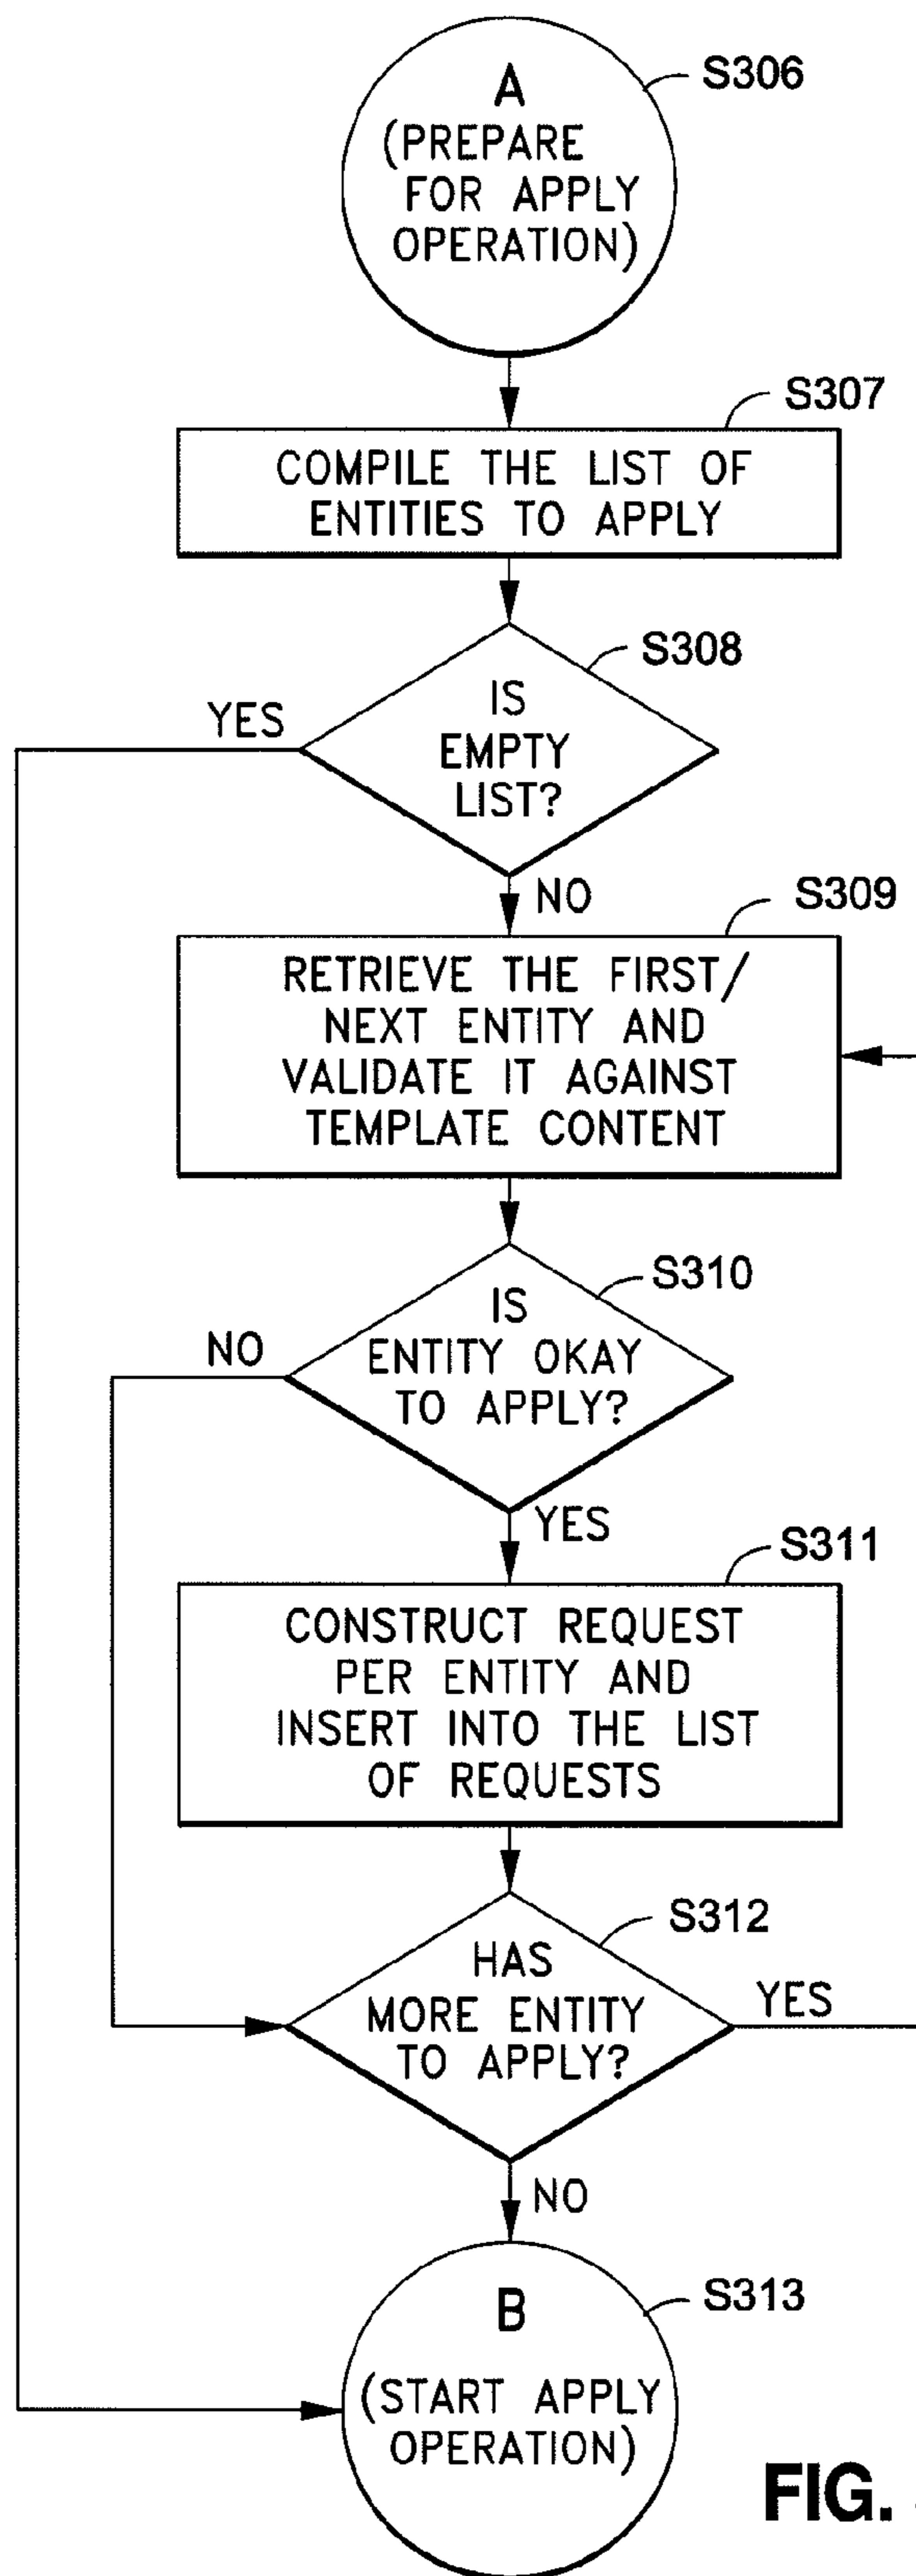 A
S306
(PREPARE
FOR APPLY
OPERATION)
S307
COMPILE THE LIST OF
ENTITIES TO APPLY
S308
IS
EMPTY
LIST?
YES
NO
S309
RETRIEVE THE FIRST/
NEXT ENTITY AND
VALIDATE IT AGAINST
TEMPLATE CONTENT
S310
IS
ENTITY OKAY
TO APPLY?
NO
YES
S311
CONSTRUCT REQUEST
PER ENTITY AND
INSERT INTO THE LIST
OF REQUESTS
S312
HAS
MORE ENTITY
TO APPLY?
YES
NO
S313
B
(START APPLY
OPERATION)
FIG.